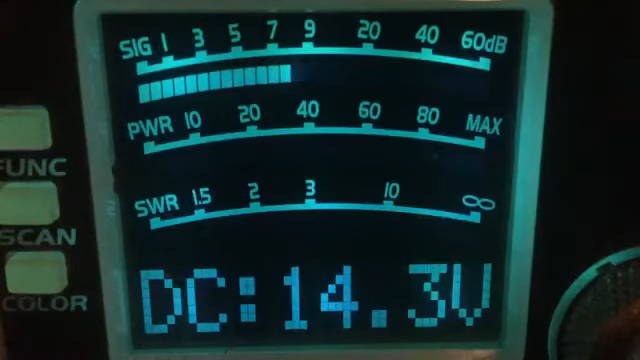 SIG 1 3 5 7 9 20 40 60dB
PWR 10 20 40 60 80 MAX
SWR 1.5 2 3 10 ∞
DC:14.3V
FUNC
SCAN
COLOR